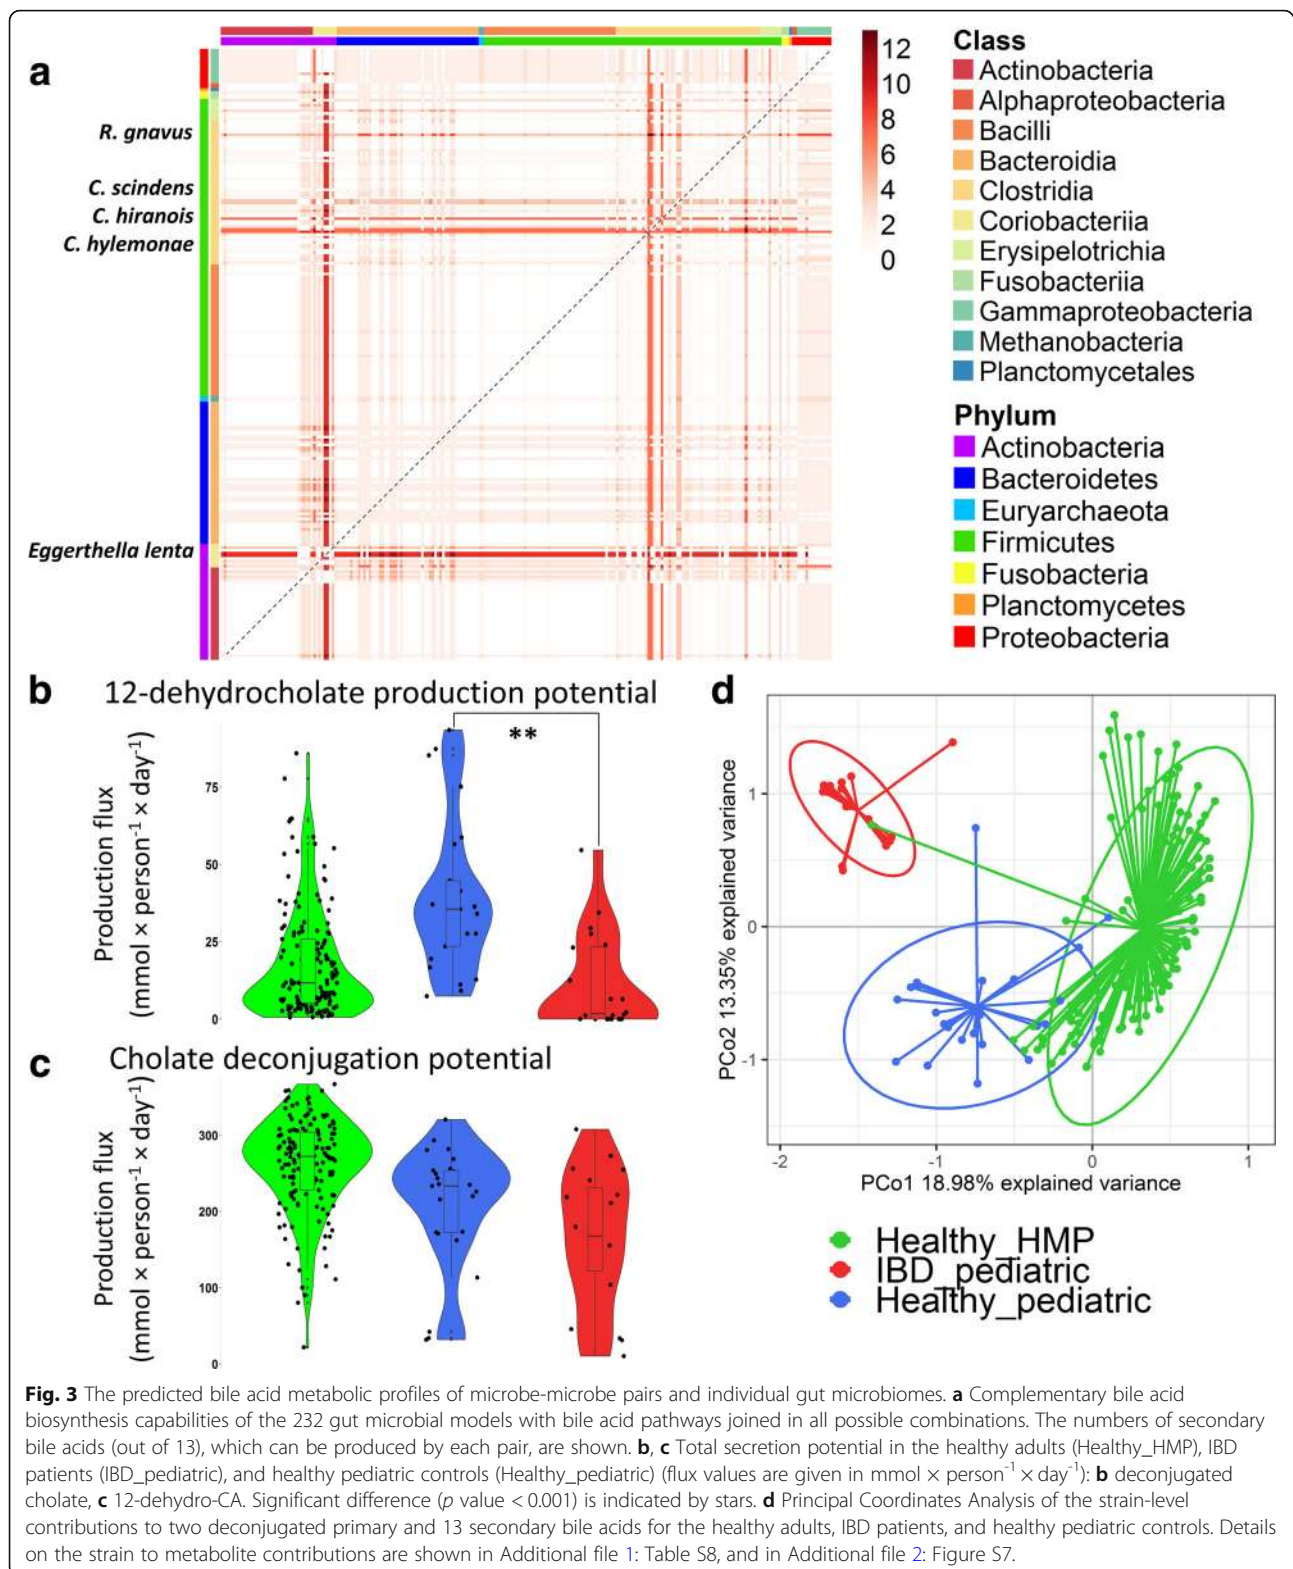 a
R. gnavus
C. scindens
C. hiranois
C. hylemonae
Eggerthella lenta
12
10
8
6
4
2
0
Class
Actinobacteria
Alphaproteobacteria
Bacilli
Bacteroidia
Clostridia
Coriobacteriia
Erysipelotrichia
Fusobacteriia
Gammaproteobacteria
Methanobacteria
Planctomycetales
Phylum
Actinobacteria
Bacteroidetes
Euryarchaeota
Firmicutes
Fusobacteria
Planctomycetes
Proteobacteria
b 12-dehydrocholate production potential
Production flux
(mmol × person⁻¹ × day⁻¹)
75
50
25
0
**
c Cholate deconjugation potential
Production flux
(mmol × person⁻¹ × day⁻¹)
300
200
100
0
d
PCo2 13.35% explained variance
1
0
-1
-2
-1
0
1
PCo1 18.98% explained variance
Healthy_HMP
IBD_pediatric
Healthy_pediatric
Fig. 3 The predicted bile acid metabolic profiles of microbe-microbe pairs and individual gut microbiomes. a Complementary bile acid
biosynthesis capabilities of the 232 gut microbial models with bile acid pathways joined in all possible combinations. The numbers of secondary
bile acids (out of 13), which can be produced by each pair, are shown. b, c Total secretion potential in the healthy adults (Healthy_HMP), IBD
patients (IBD_pediatric), and healthy pediatric controls (Healthy_pediatric) (flux values are given in mmol × person⁻¹ × day⁻¹): b deconjugated
cholate, c 12-dehydro-CA. Significant difference (p value < 0.001) is indicated by stars. d Principal Coordinates Analysis of the strain-level
contributions to two deconjugated primary and 13 secondary bile acids for the healthy adults, IBD patients, and healthy pediatric controls. Details
on the strain to metabolite contributions are shown in Additional file 1: Table S8, and in Additional file 2: Figure S7.